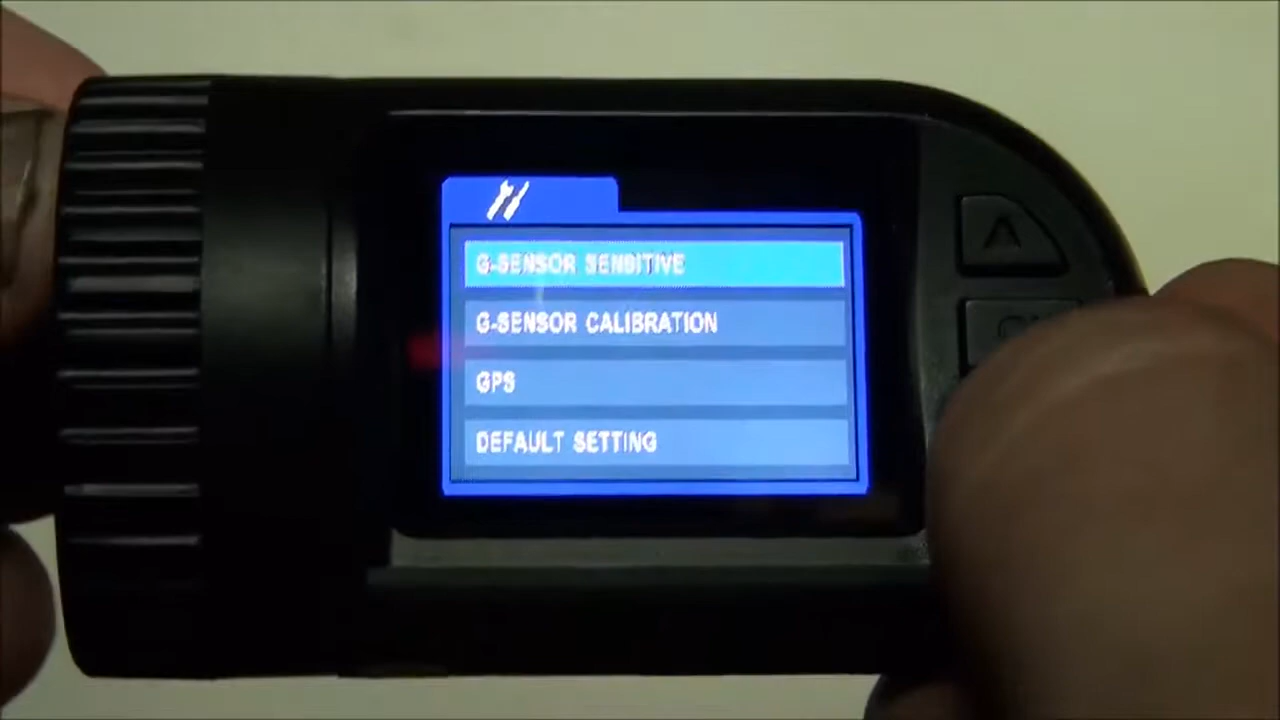 G-SENSOR SENSITIVE
G-SENSOR CALIBRATION
GPS
DEFAULT SETTING